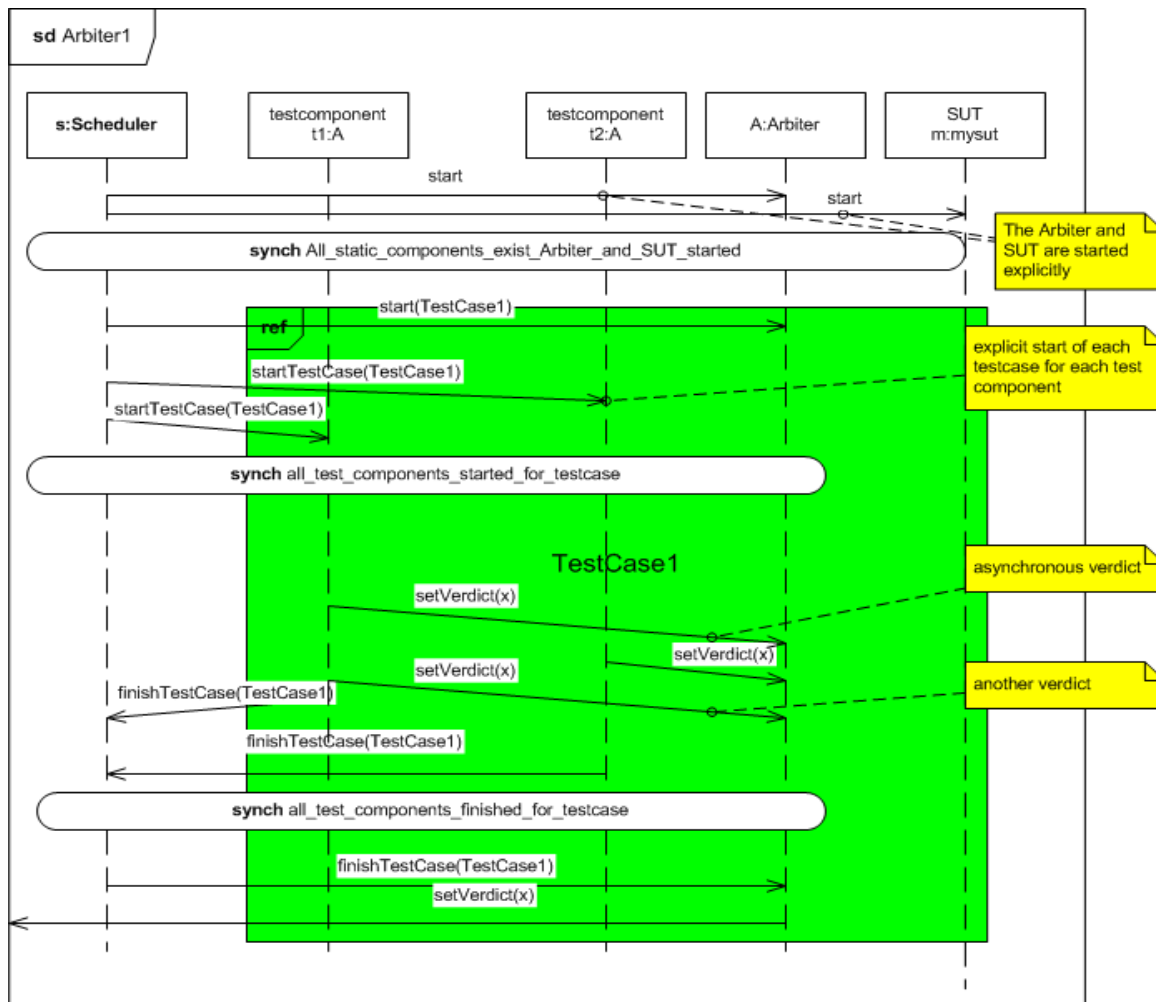 sd Arbiter1
s:Scheduler
testcomponent
t1:A
testcomponent
t2:A
A:Arbiter
SUT
m:mysut
start
start
The Arbiter and
SUT are started
explicitly
synch All_static_components_exist_Arbiter_and_SUT_started
start(TestCase1)
ref
explicit start of each
testcase for each test
component
startTestCase(TestCase1)
startTestCase(TestCase1)
synch all_test_components_started_for_testcase
TestCase1
asynchronous verdict
setVerdict(x)
setVerdict(x)
setVerdict(x)
another verdict
finishTestCase(TestCase1)
finishTestCase(TestCase1)
synch all_test_components_finished_for_testcase
finishTestCase(TestCase1)
setVerdict(x)